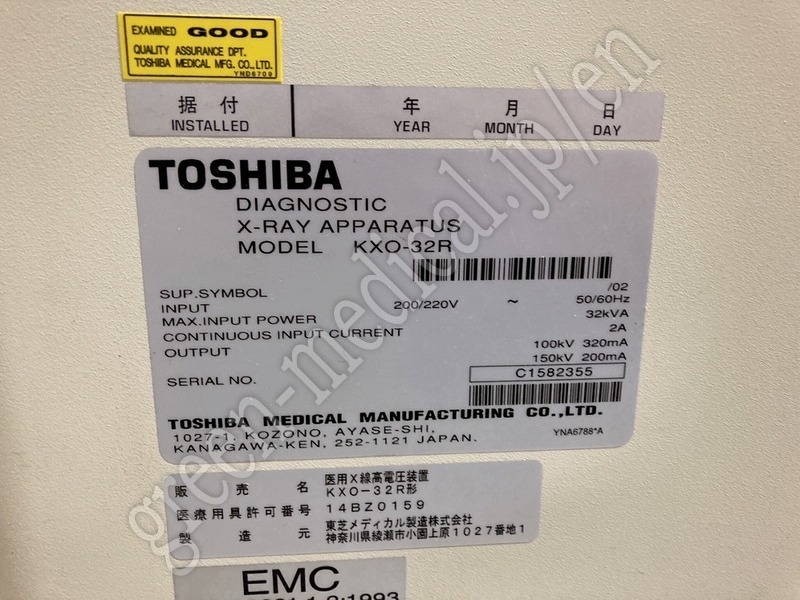 EXAMINED GOOD
QUALITY ASSURANCE DPT.
TOSHIBA MEDICAL MFG. CO., LTD.
YND6709
据付 年 月 日
INSTALLED YEAR MONTH DAY
TOSHIBA
DIAGNOSTIC
X-RAY APPARATUS
MODEL KXO-32R
SUP.SYMBOL /02
INPUT 200/220V ~ 50/60Hz
MAX.INPUT POWER 32kVA
CONTINUOUS INPUT CURRENT 2A
OUTPUT 100kV 320mA
150kV 200mA
SERIAL NO. C1582355
TOSHIBA MEDICAL MANUFACTURING CO.,LTD.
1027-1, KOZONO, AYASE-SHI,
KANAGAWA-KEN, 252-1121 JAPAN. YNA6788*A
販売名 医用X線高電圧装置
KXO-32R形
医療用具許可番号 14BZ0159
製造元 東芝メディカル製造株式会社
神奈川県綾瀬市小園上原1027番地1
EMC
green-medical.jp/en